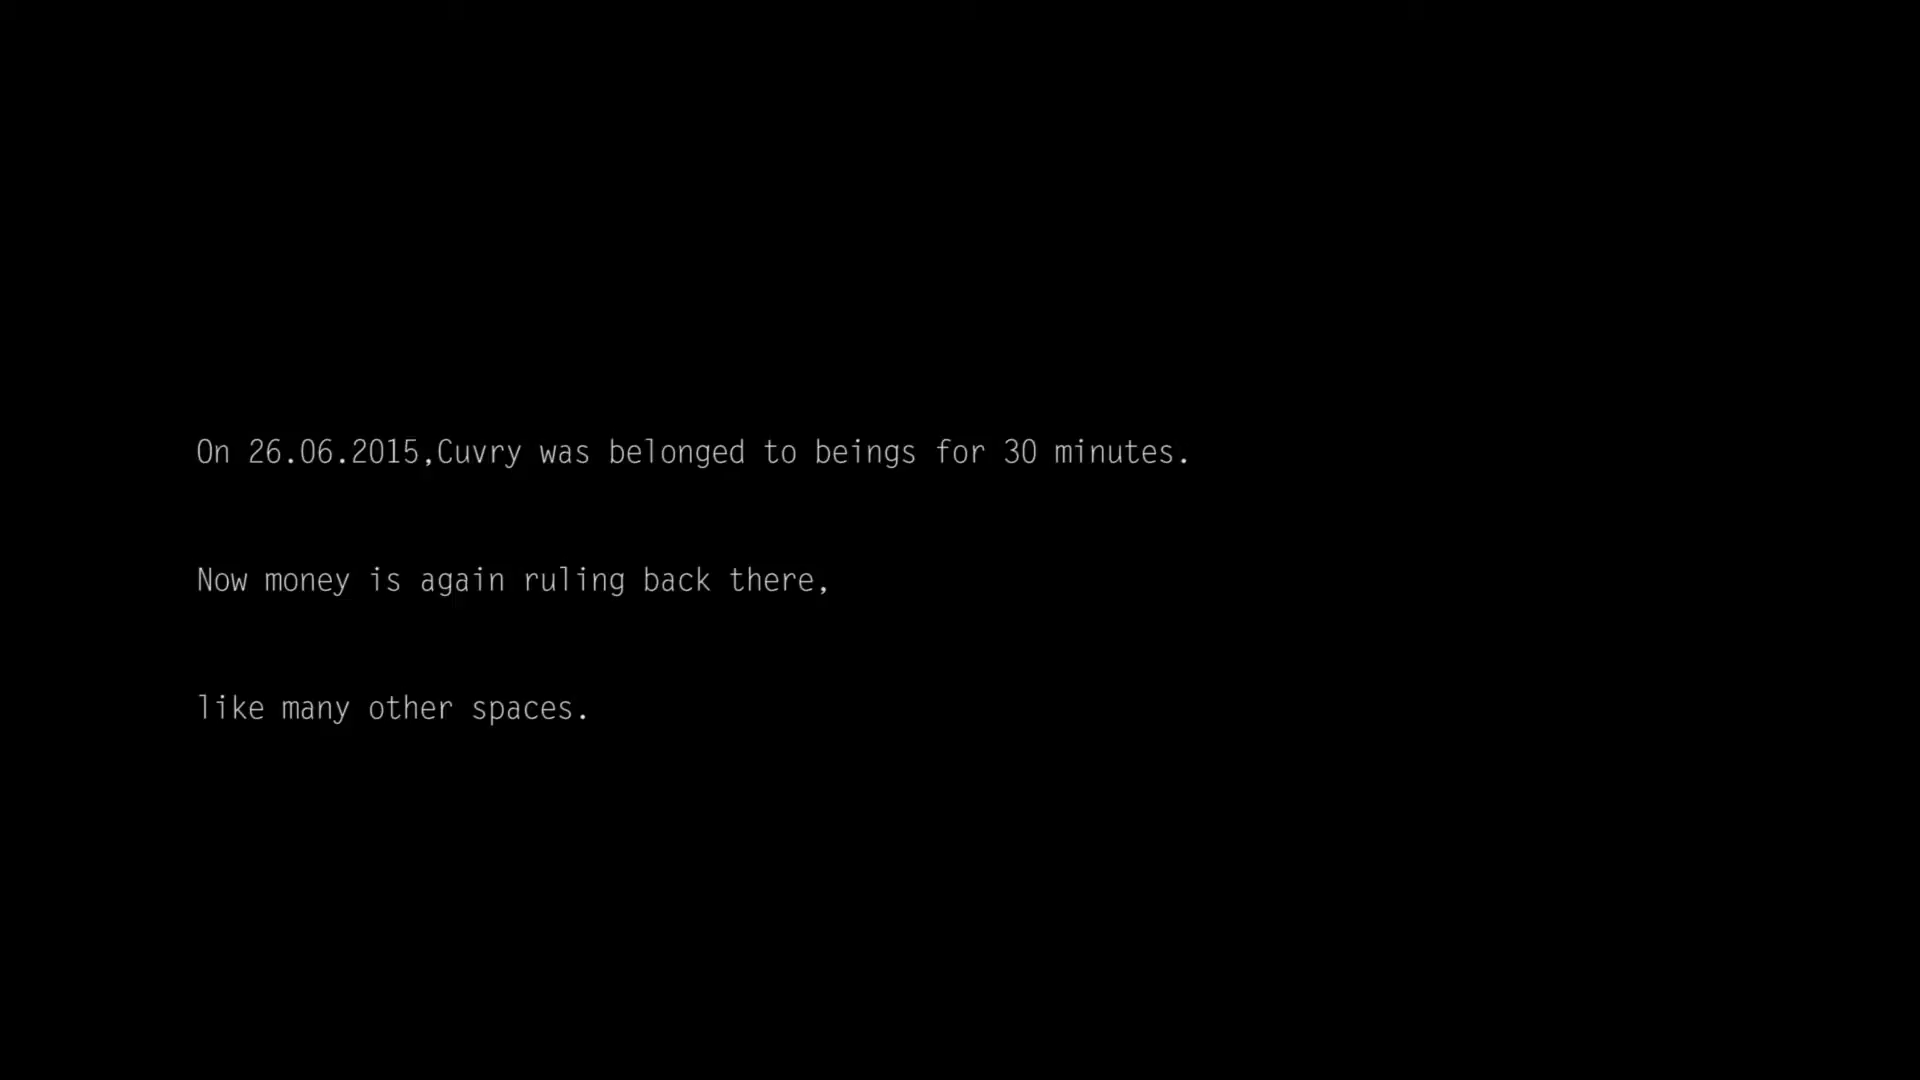 On 26.06.2015,Cuvry was belonged to beings for 30 minutes.
Now money is again ruling back there,
like many other spaces.